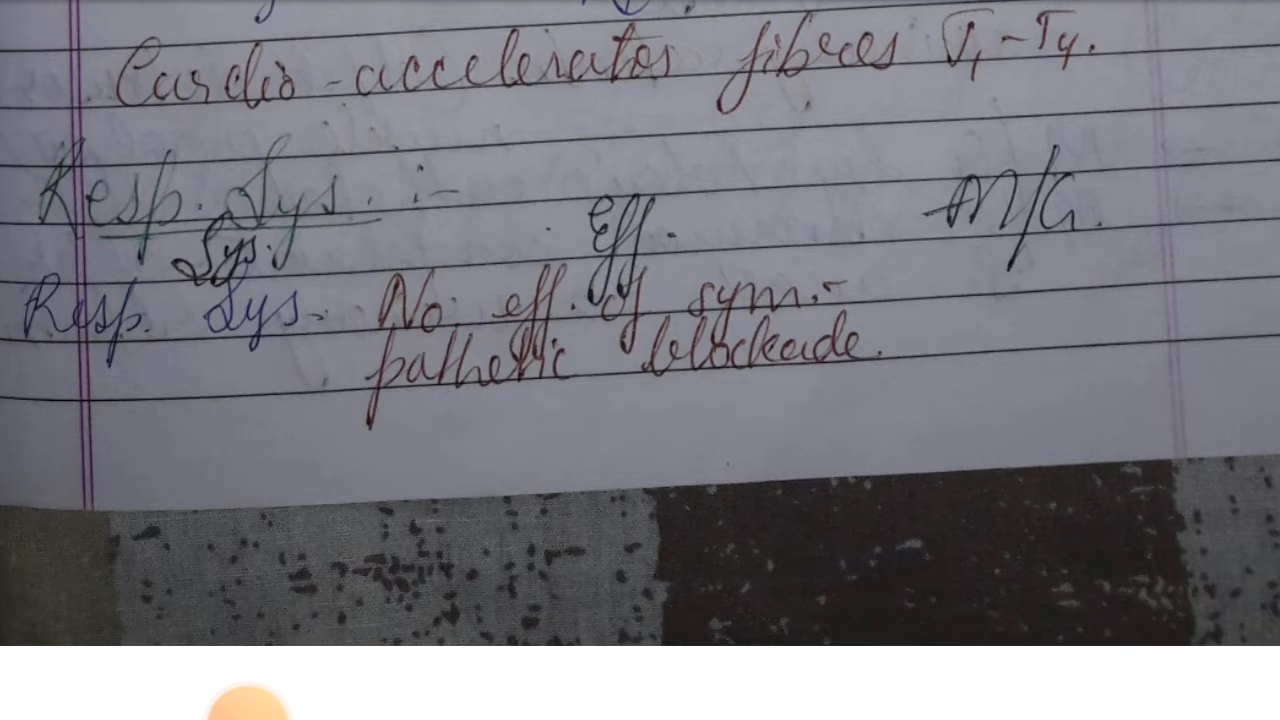 Cardio-accelerator fibres T1-T4.
Resp. Sys. :-
Sys. Eff. M/G.
Resp. Sys. No eff. of sym.-
pathetic blockade.